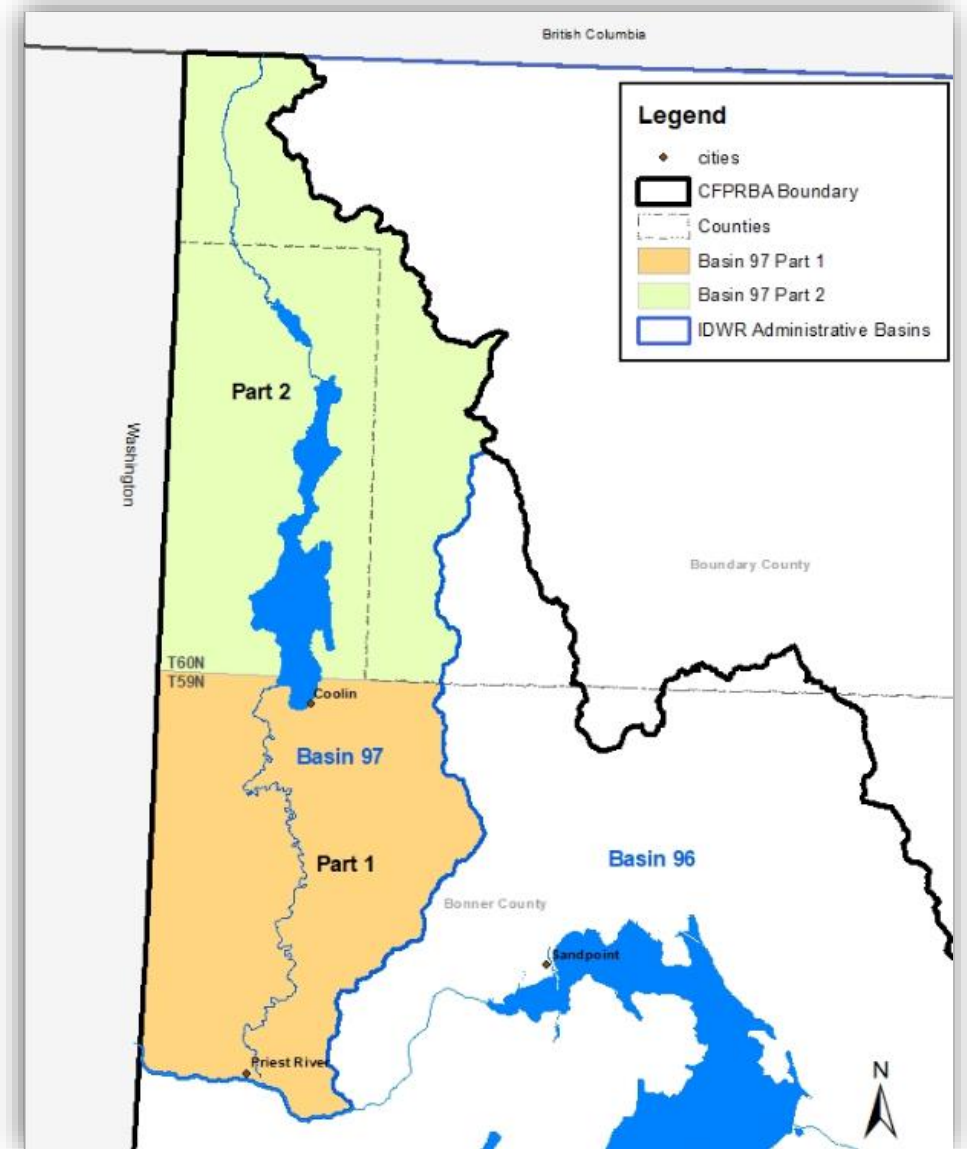 British Columbia
Legend
cities
CFPRBA Boundary
Counties
Basin 97 Part 1
Basin 97 Part 2
IDWR Administrative Basins
Part 2
Washington
Boundary County
T60N
T59N
Coolin
Basin 97
Part 1
Basin 96
Bonner County
Sandpoint
Priest River
N